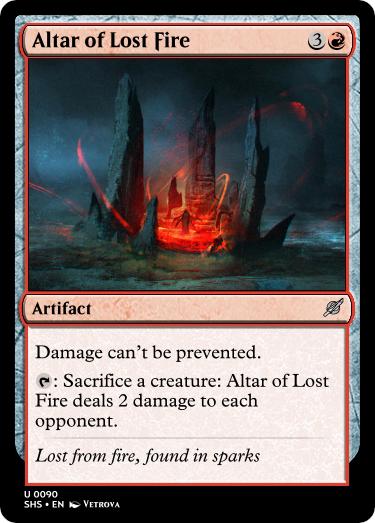 Altar of Lost Fire 3
Artifact
Damage can't be prevented.
: Sacrifice a creature: Altar of Lost
Fire deals 2 damage to each
opponent.
Lost from fire, found in sparks
U 0090
SHS • EN Vetrova